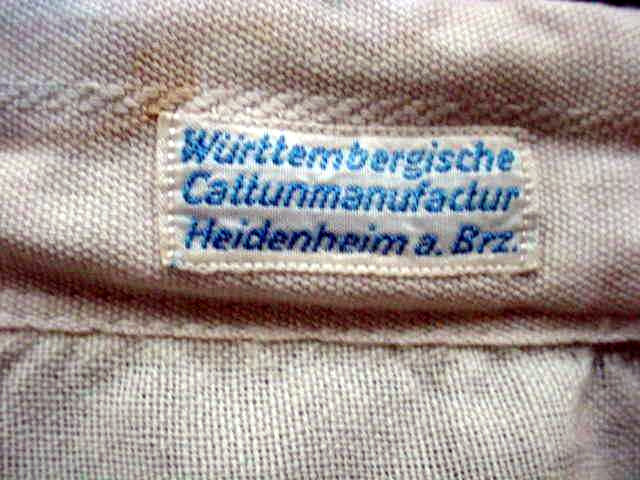 Württembergische
Cattunmanufactur
Heidenheim a. Brz.